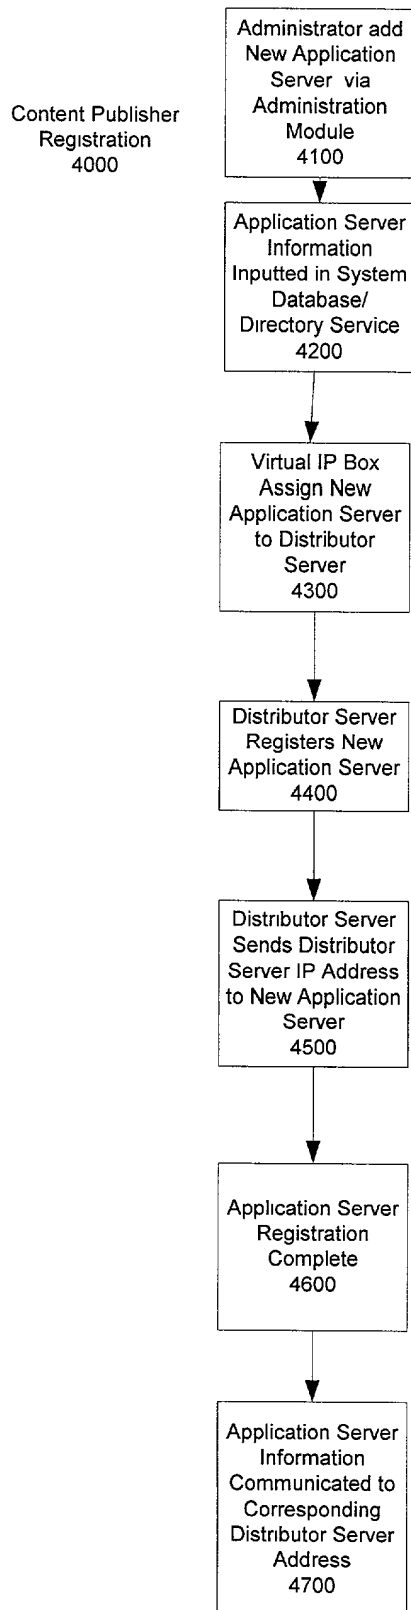 Content Publisher
Registration
4000
Administrator add
New Application
Server via
Administration
Module
4100
Application Server
Information
Inputted in System
Database/
Directory Service
4200
Virtual IP Box
Assign New
Application Server
to Distributor
Server
4300
Distributor Server
Registers New
Application Server
4400
Distributor Server
Sends Distributor
Server IP Address
to New Application
Server
4500
Application Server
Registration
Complete
4600
Application Server
Information
Communicated to
Corresponding
Distributor Server
Address
4700